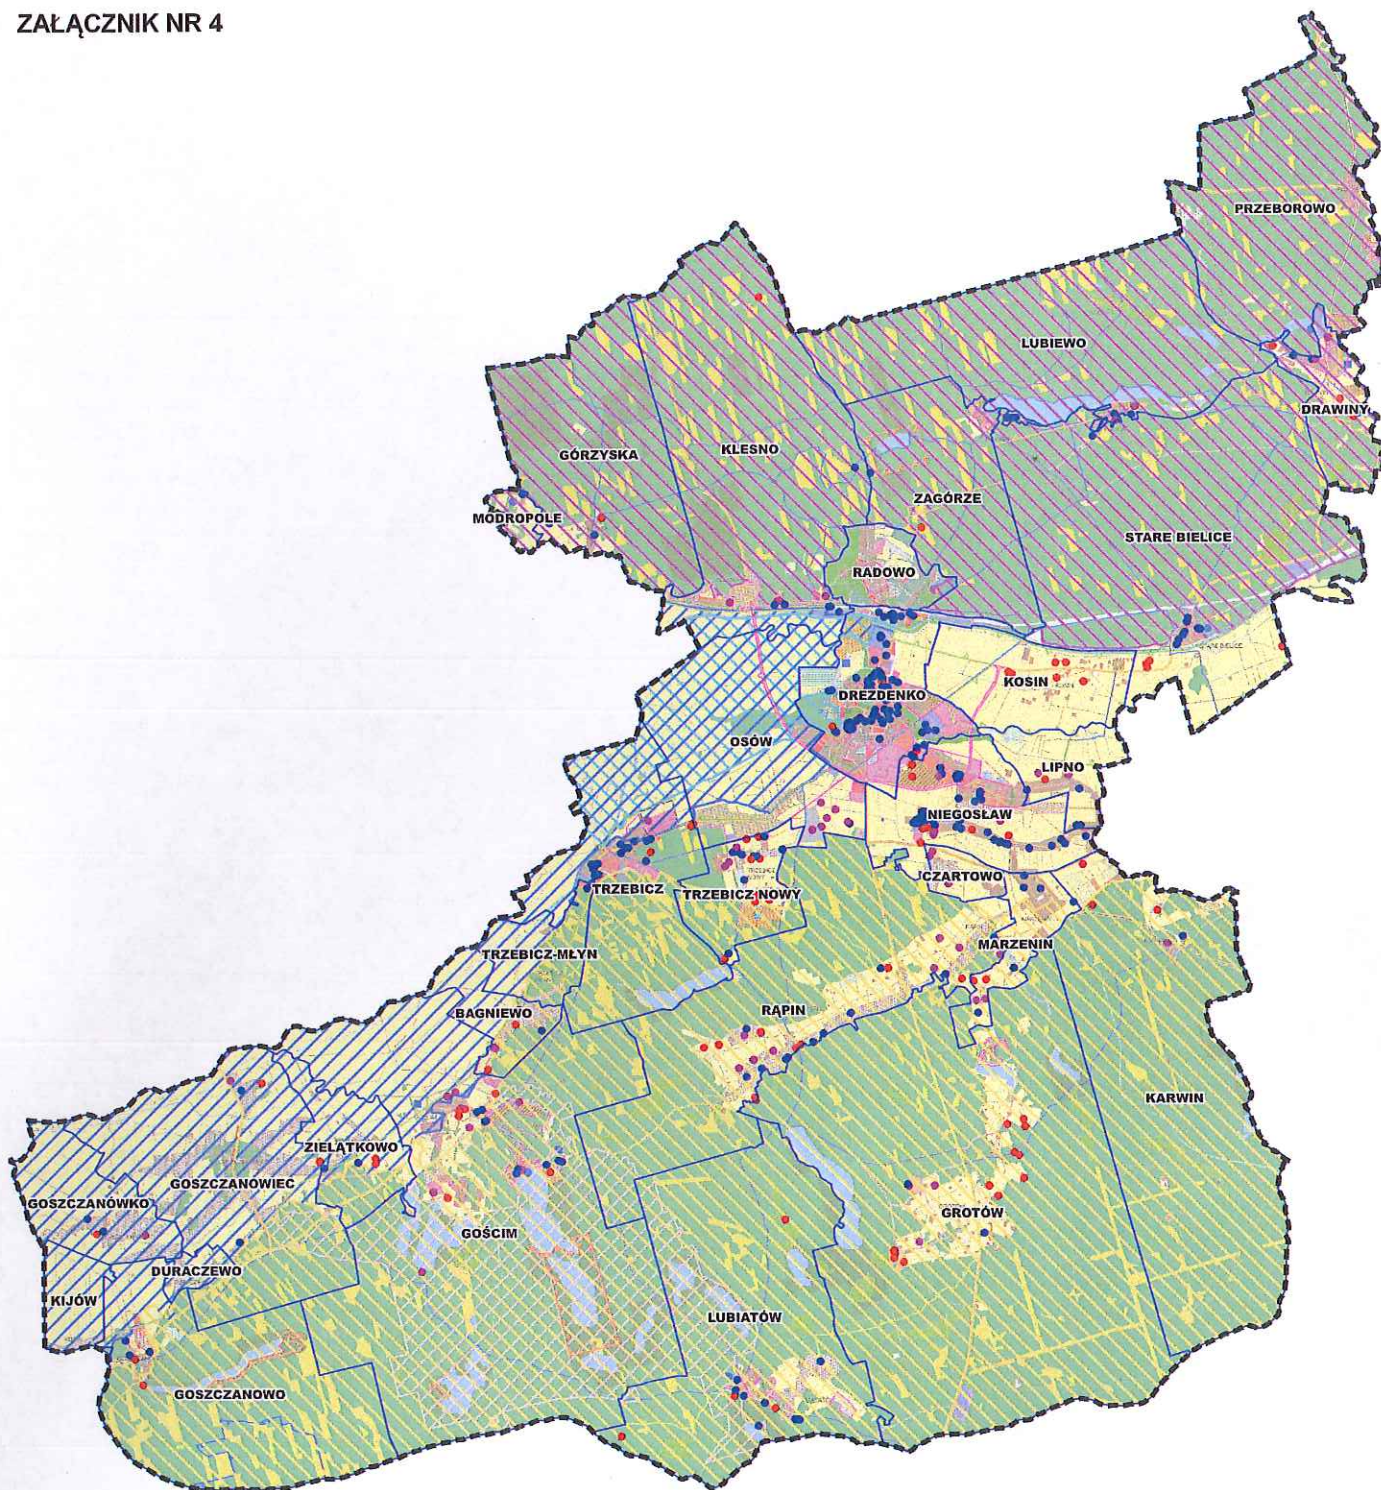 ZAŁĄCZNIK NR 4
PRZEBOROWO
LUBIEWO
DRAWINY
GÓRZYSKA
KLESNO
ZAGÓRZE
MODROPOLE
STARE BIELICE
RADOWO
KOSIN
DREZDENKO
OSÓW
LIPNO
NIEGOSŁAW
CZARTOWO
TRZEBICZ
TRZEBICZ NOWY
MARZENIN
TRZEBICZ-MŁYN
RĄPIN
BAGNIEWO
KARWIN
ZIELĄTKOWO
GOSZCZANOWIEC
GOSZCZANÓWKO
GROTÓW
GOŚCIM
DURACZEWO
KIJÓW
LUBIATÓW
GOSZCZANOWO